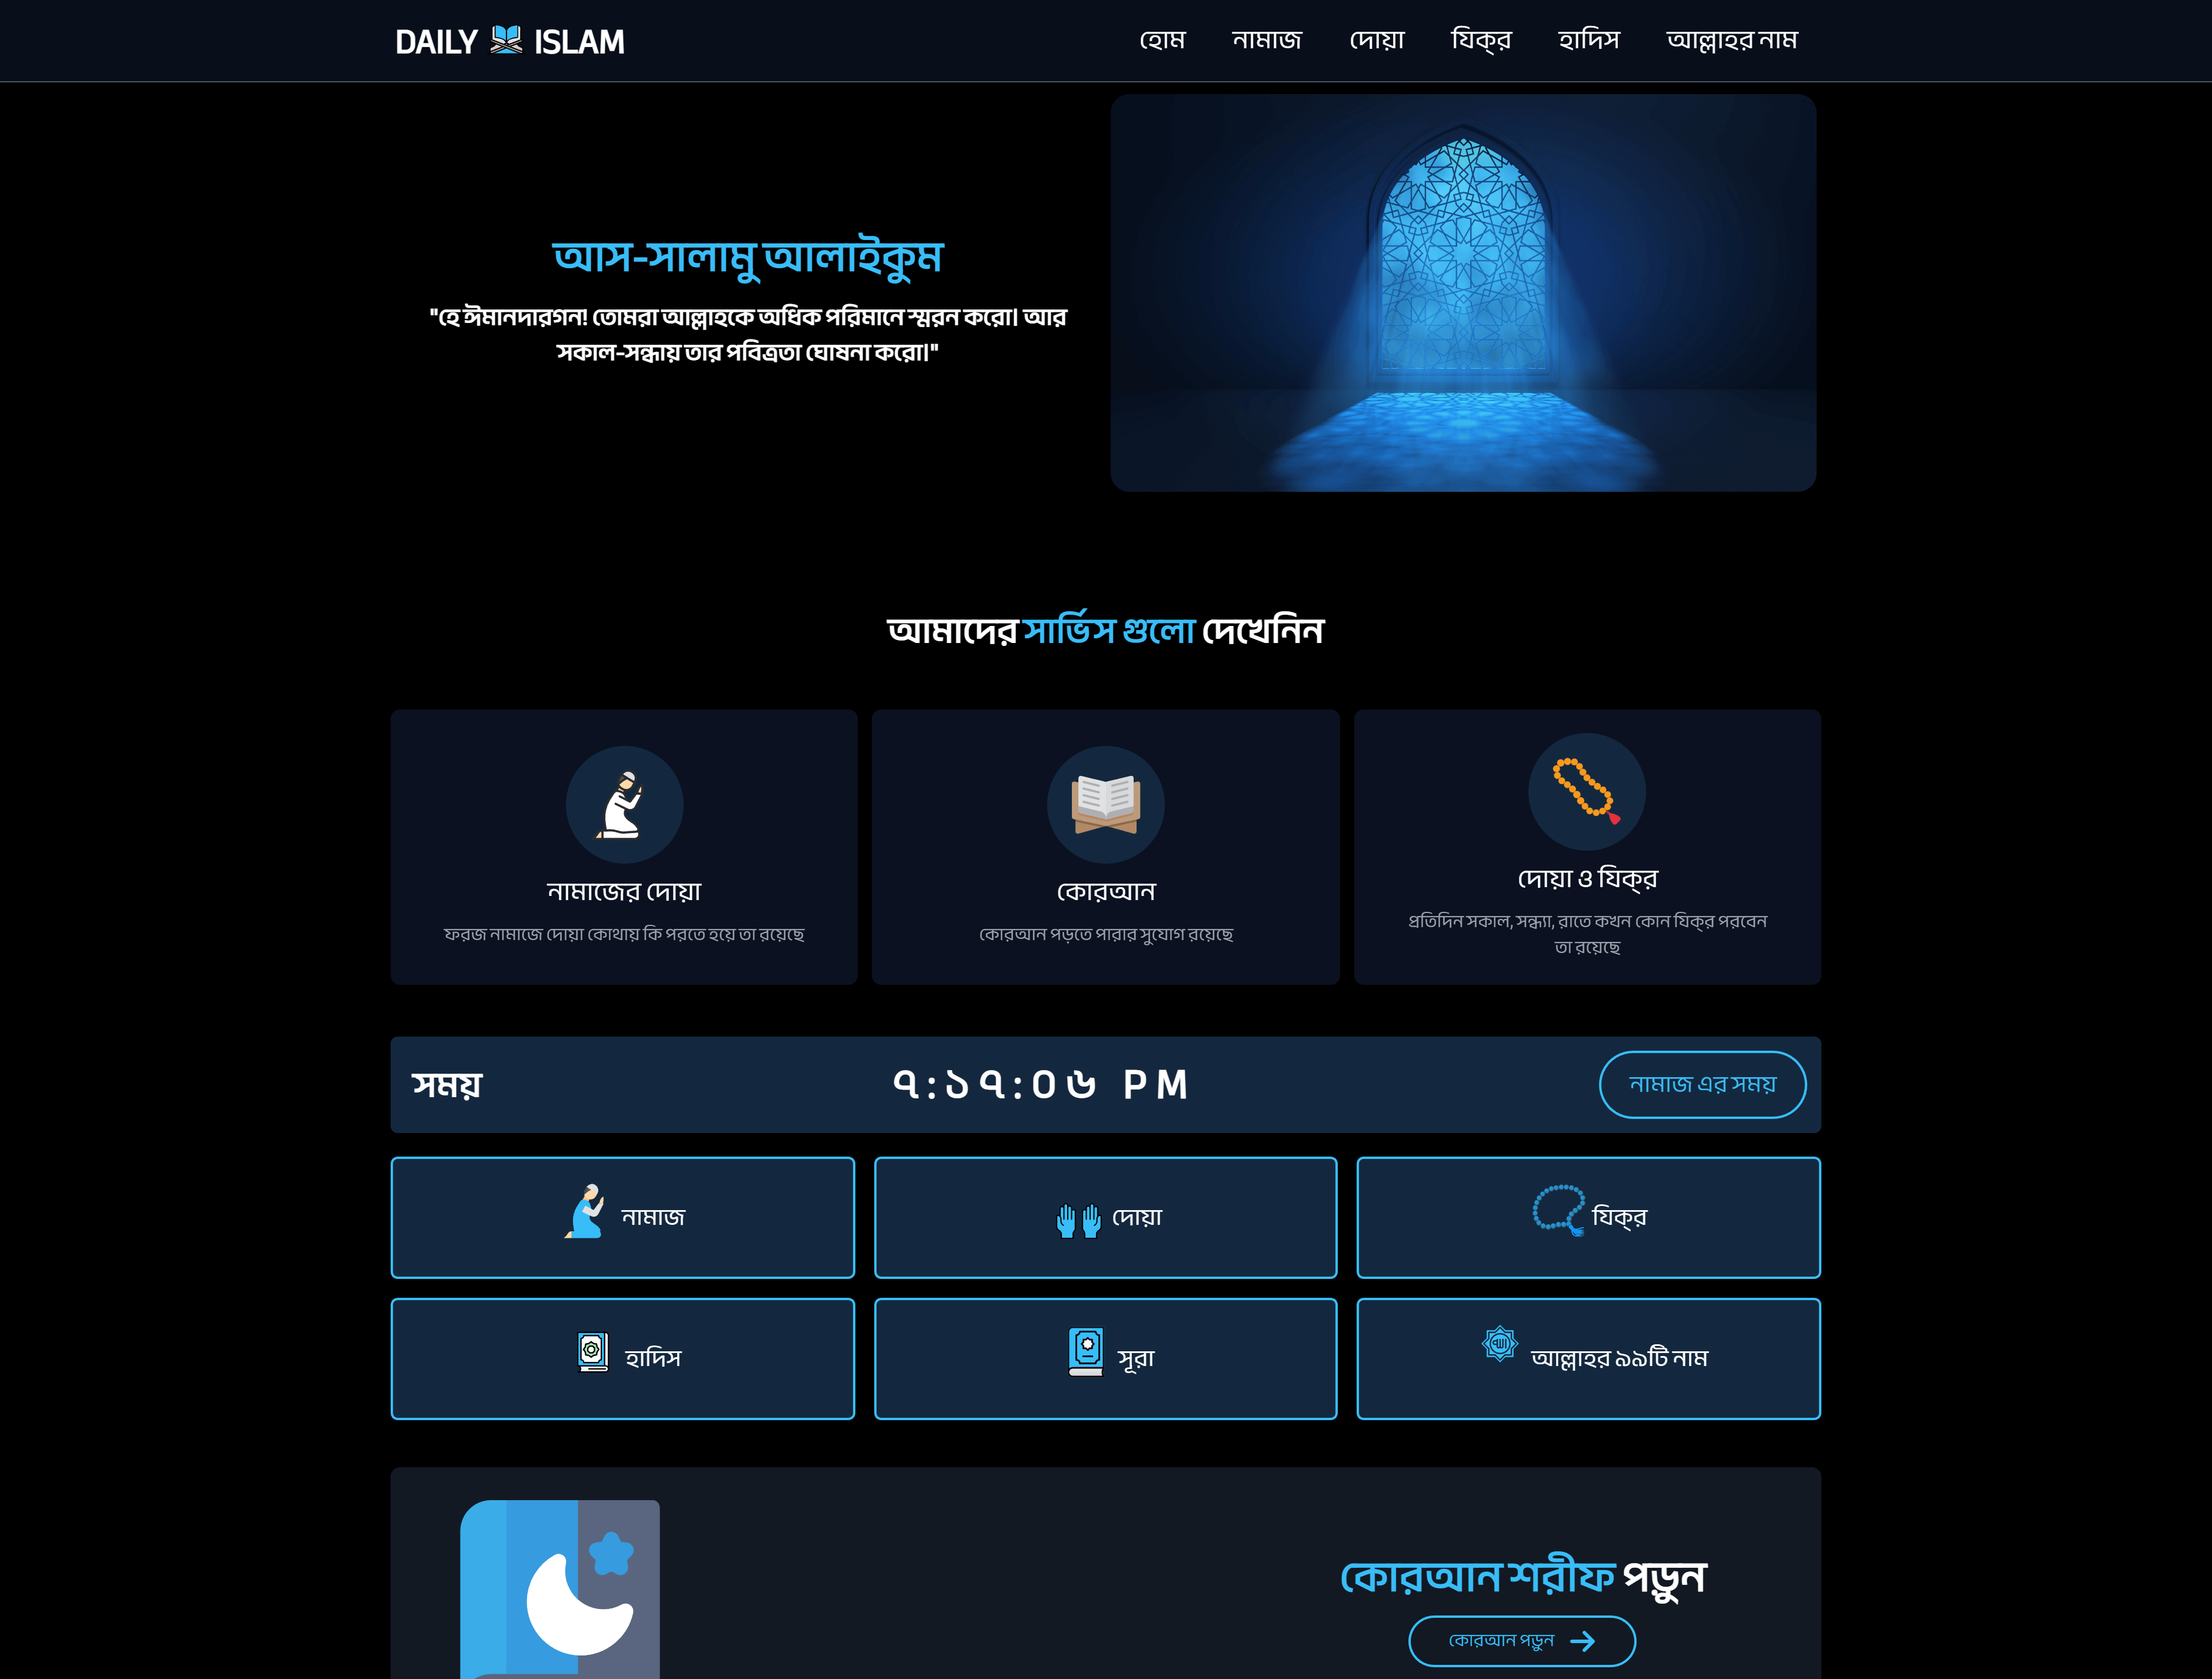 DAILY ISLAM
হোম নামাজ দোয়া যিক্‌র হাদিস আল্লাহর নাম
আস-সালামু আলাইকুম
"হে ঈমানদারগন! তোমরা আল্লাহকে অধিক পরিমানে স্মরন করো। আর
সকাল-সন্ধায় তার পবিত্রতা ঘোষনা করো।"
আমাদের সার্ভিস গুলো দেখেনিন
নামাজের দোয়া
ফরজ নামাজে দোয়া কোথায় কি পরতে হয়ে তা রয়েছে
কোরআন
কোরআন পড়তে পারার সুযোগ রয়েছে
দোয়া ও যিক্‌র
প্রতিদিন সকাল, সন্ধ্যা, রাতে কখন কোন যিক্‌র পরবেন
তা রয়েছে
সময় ৭:১৭:০৬ PM নামাজ এর সময়
নামাজ
দোয়া
যিক্‌র
হাদিস
সূরা
আল্লাহর ৯৯টি নাম
কোরআন শরীফ পড়ুন
কোরআন পড়ুন